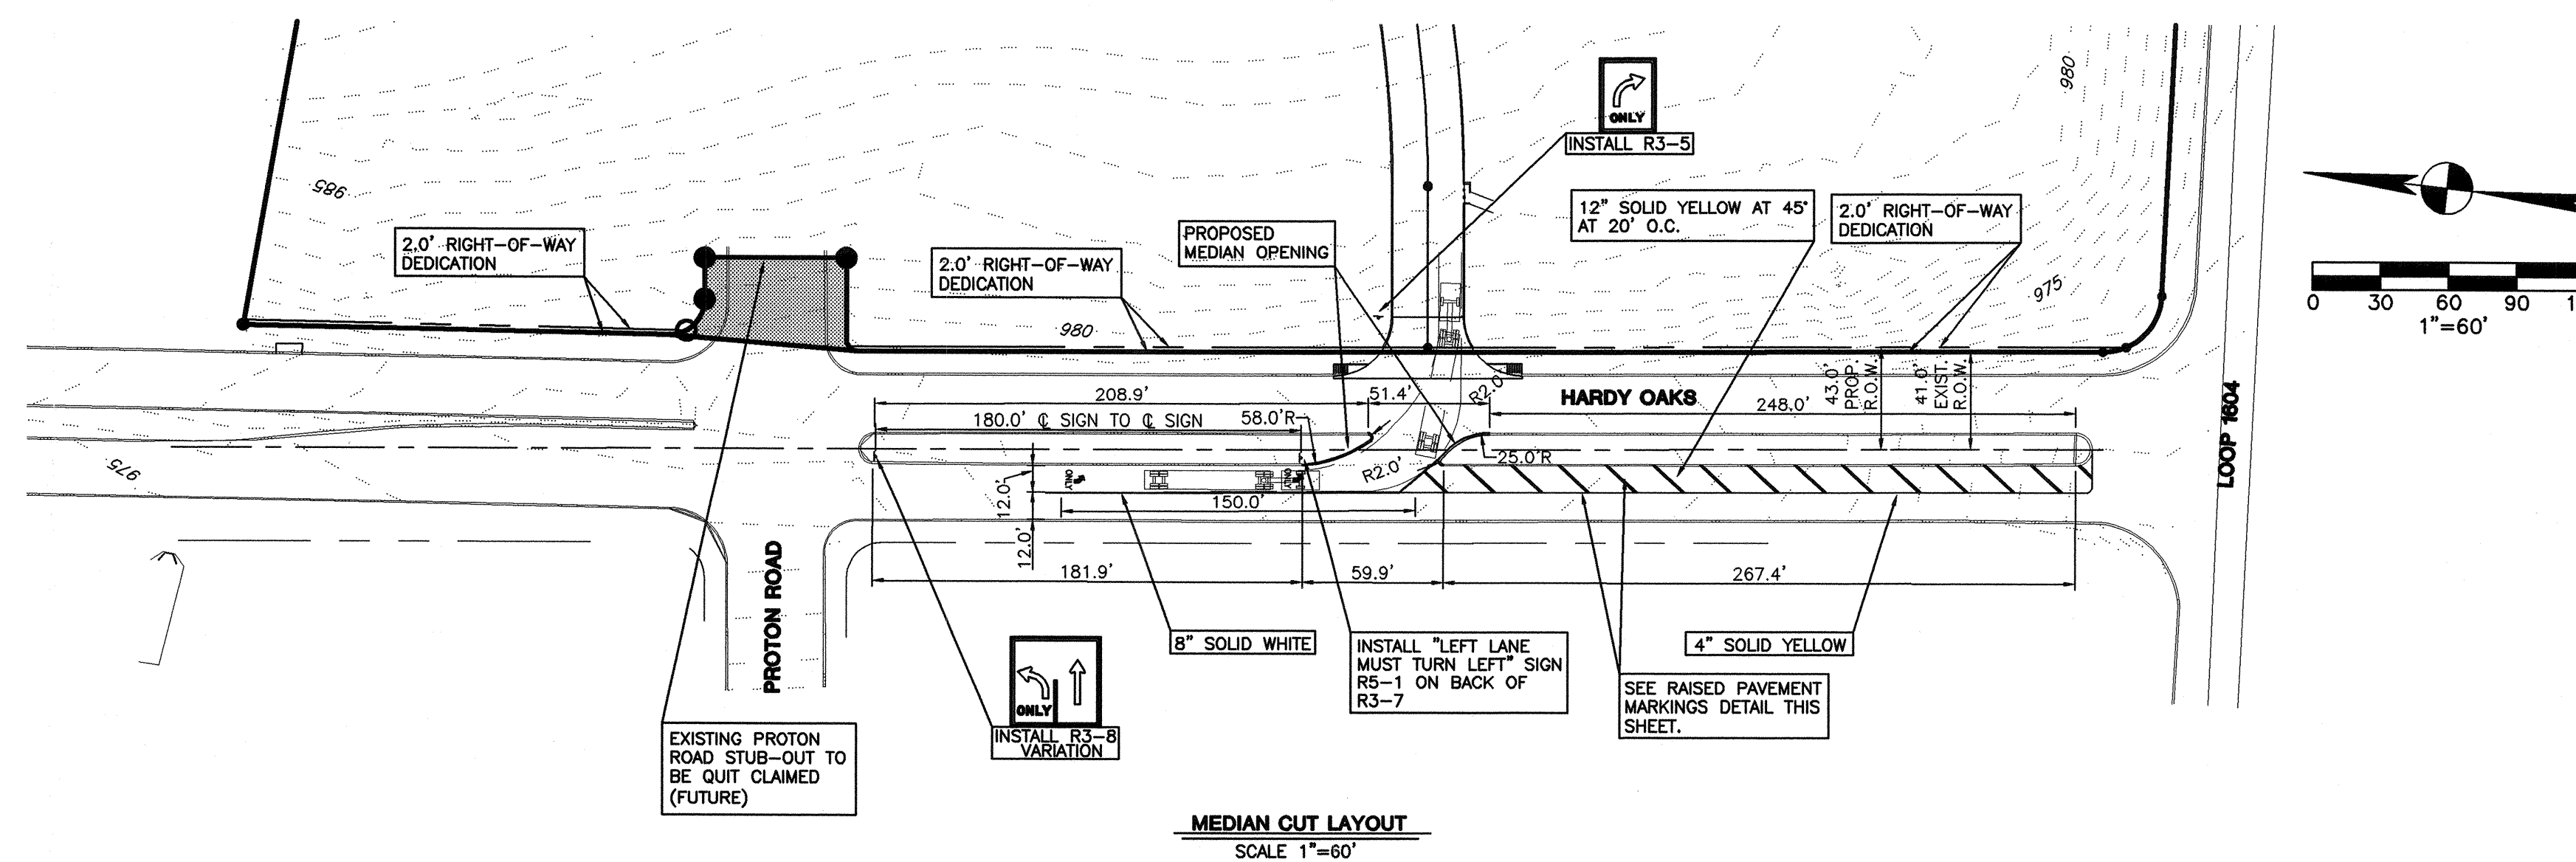 ONLY
INSTALL R3-5
980
985
12" SOLID YELLOW AT 45°
AT 20' O.C.
2.0' RIGHT-OF-WAY
DEDICATION
PROPOSED
MEDIAN OPENING
2.0' RIGHT-OF-WAY
DEDICATION
2.0' RIGHT-OF-WAY
DEDICATION
975
0 30 60 90
1"=60'
980
208.9'
51.4'
R2.0'
HARDY OAKS
248.0'
43.0'
PROP.
R.O.W.
41.0'
EXIST.
R.O.W.
LOOP 1604
180.0' ℄ SIGN TO ℄ SIGN
58.0'R
25.0'R
R2.0'
975
ONLY
ONLY
12.0'
150.0'
12.0'
181.9'
59.9'
267.4'
PROTON ROAD
8" SOLID WHITE
INSTALL "LEFT LANE
MUST TURN LEFT" SIGN
R5-1 ON BACK OF
R3-7
4" SOLID YELLOW
SEE RAISED PAVEMENT
MARKINGS DETAIL THIS
SHEET.
ONLY
INSTALL R3-8
VARIATION
EXISTING PROTON
ROAD STUB-OUT TO
BE QUIT CLAIMED
(FUTURE)
MEDIAN CUT LAYOUT
SCALE 1"=60'